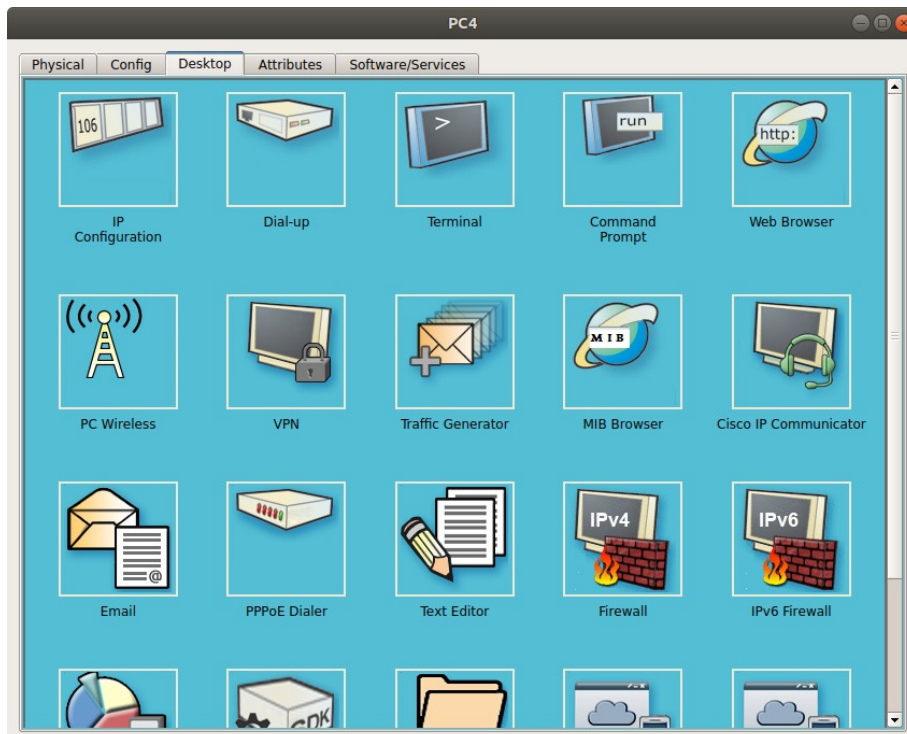 PC4
Physical Config Desktop Attributes Software/Services
106
>
run
http:
IP
Configuration
Dial-up
Terminal
Command
Prompt
Web Browser
MIB
PC Wireless
VPN
Traffic Generator
MIB Browser
Cisco IP Communicator
@
IPv4
IPv6
Email
PPPoE Dialer
Text Editor
Firewall
IPv6 Firewall
SDK